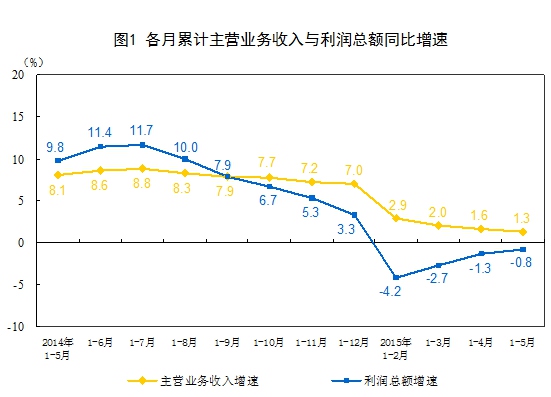 图1 各月累计主营业务收入与利润总额同比增速
(%)
20
15
10
5
0
-5
-10
9.8 11.4 11.7 10.0 7.9 6.7 5.3 3.3 -4.2 -2.7 -1.3 -0.8
8.1 8.6 8.8 8.3 7.9 7.7 7.2 7.0 2.9 2.0 1.6 1.3
2014年 1-6月 1-7月 1-8月 1-9月 1-10月 1-11月 1-12月 2015年 1-3月 1-4月 1-5月
1-5月 1-2月
主营业务收入增速 利润总额增速